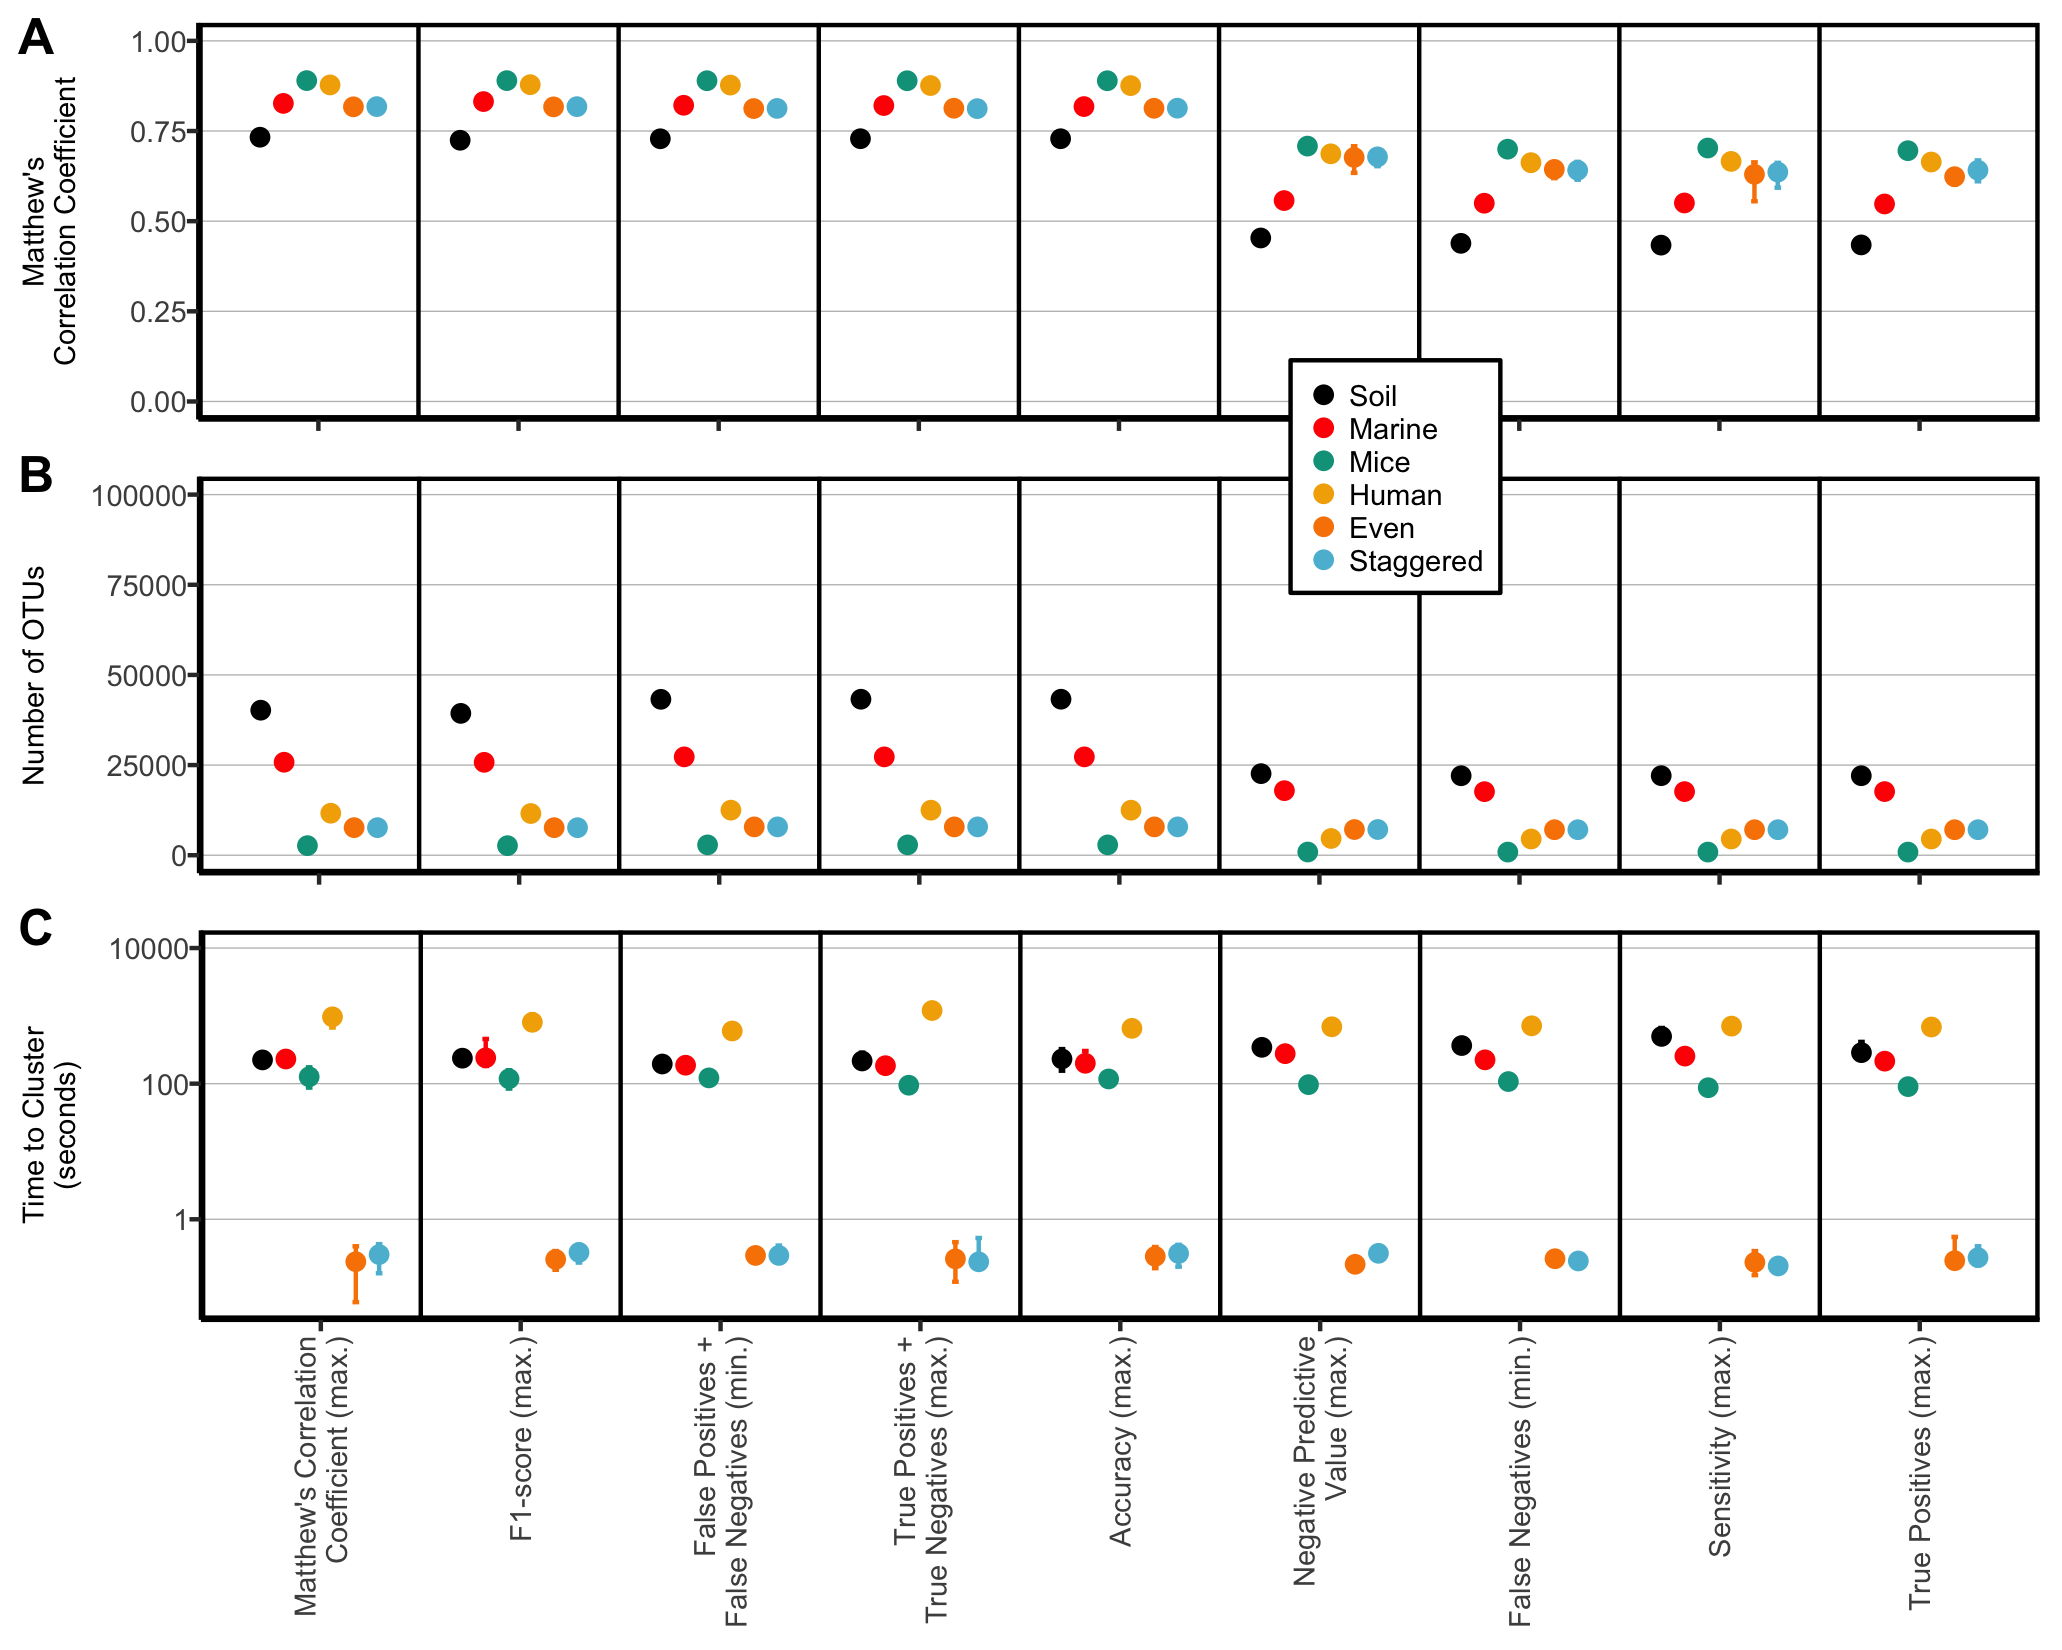 A
Matthew's
Correlation Coefficient
1.00
0.75
0.50
0.25
0.00
Soil
Marine
Mice
Human
Even
Staggered
B
Number of OTUs
100000
75000
50000
25000
0
C
Time to Cluster
(seconds)
10000
100
1
Matthew's Correlation
Coefficient (max.)
F1-score (max.)
False Positives +
False Negatives (min.)
True Positives +
True Negatives (max.)
Accuracy (max.)
Negative Predictive
Value (max.)
False Negatives (min.)
Sensitivity (max.)
True Positives (max.)